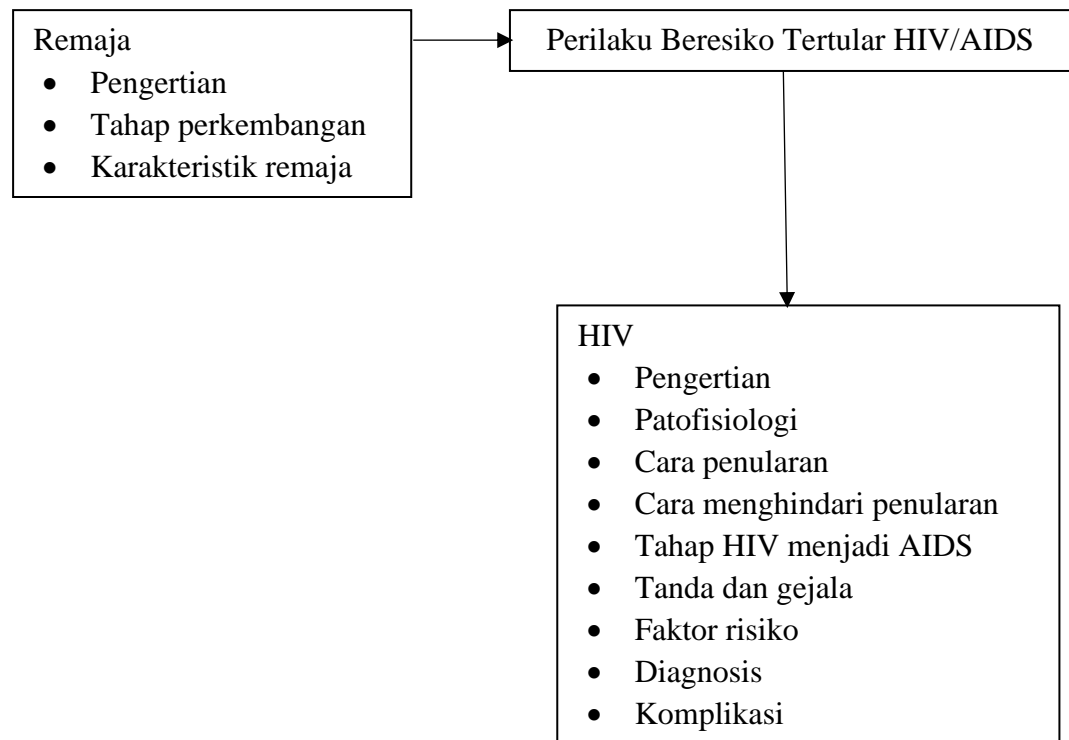 Remaja
• Pengertian
• Tahap perkembangan
• Karakteristik remaja
Perilaku Beresiko Tertular HIV/AIDS
HIV
• Pengertian
• Patofisiologi
• Cara penularan
• Cara menghindari penularan
• Tahap HIV menjadi AIDS
• Tanda dan gejala
• Faktor risiko
• Diagnosis
• Komplikasi